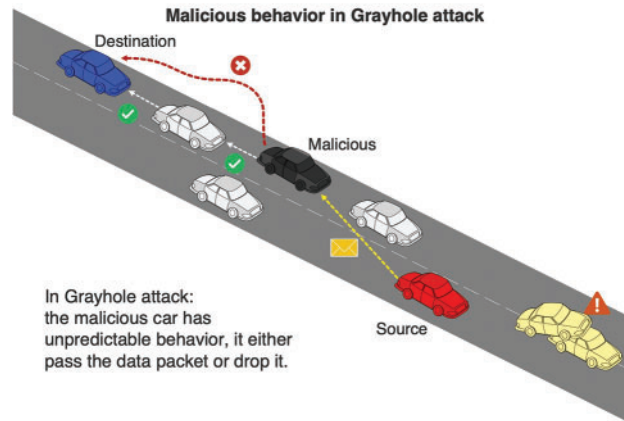 Malicious behavior in Grayhole attack
Destination
Malicious
Source
In Grayhole attack:
the malicious car has
unpredictable behavior, it either
pass the data packet or drop it.